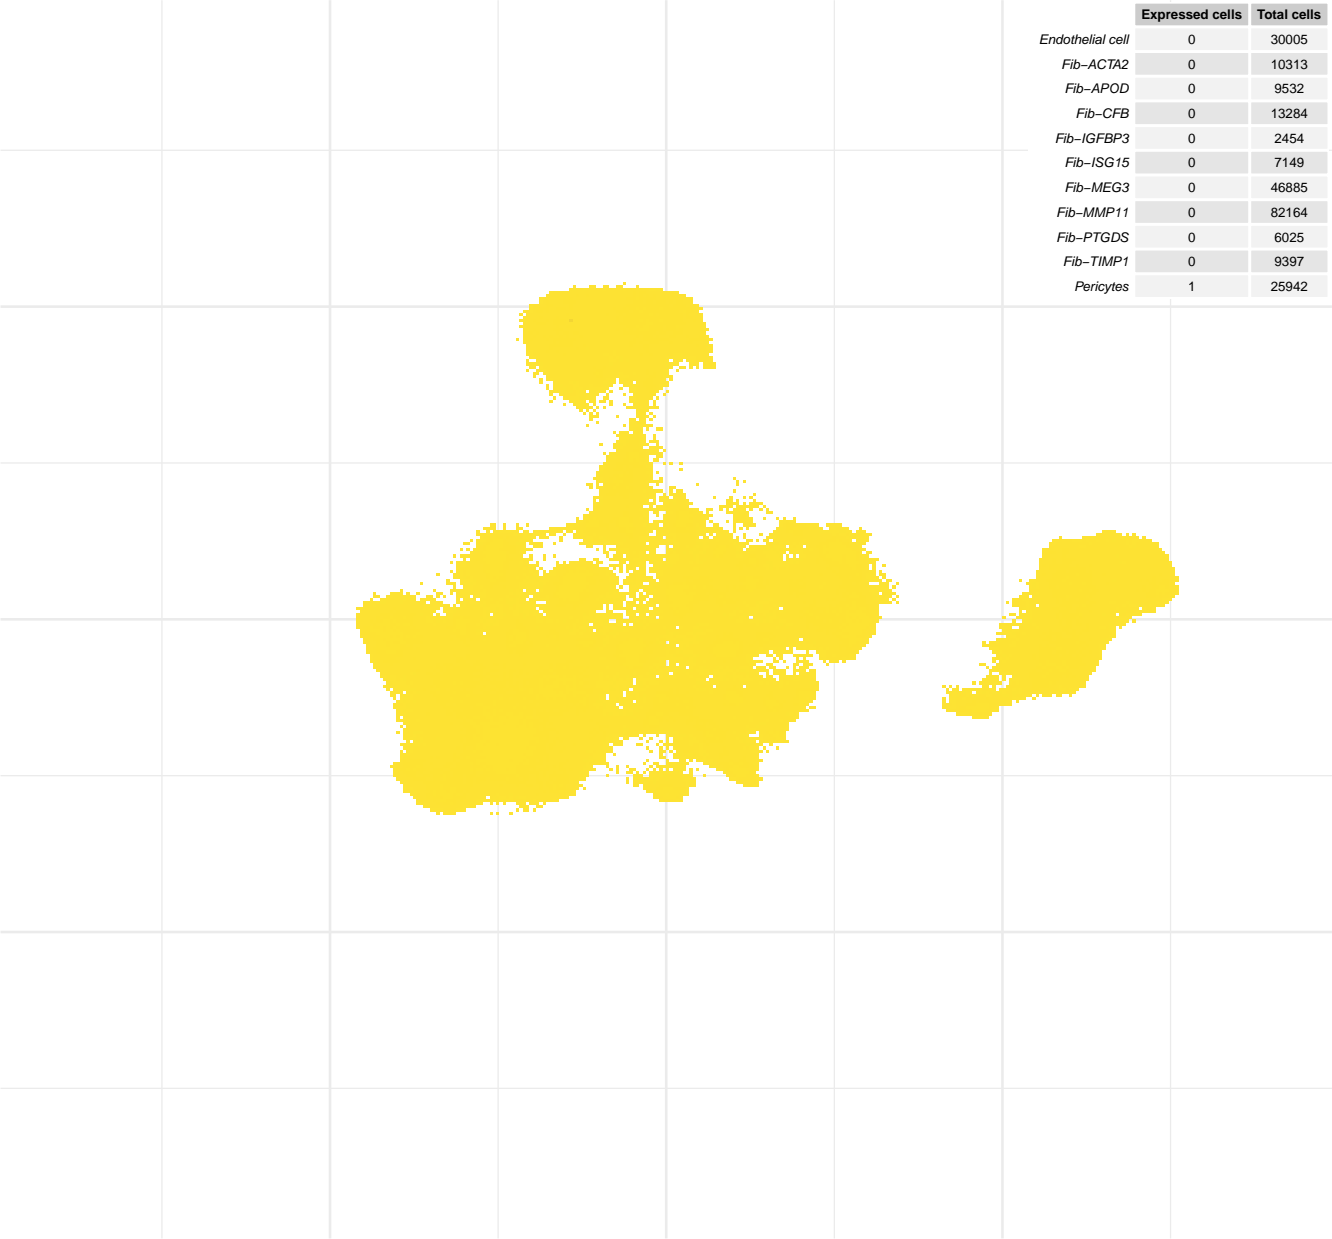 Expressed cells Total cells
Endothelial cell 0 30005
Fib−ACTA2 0 10313
Fib−APOD 0 9532
Fib−CFB 0 13284
Fib−IGFBP3 0 2454
Fib−ISG15 0 7149
Fib−MEG3 0 46885
Fib−MMP11 0 82164
Fib−PTGDS 0 6025
Fib−TIMP1 0 9397
Pericytes 1 25942